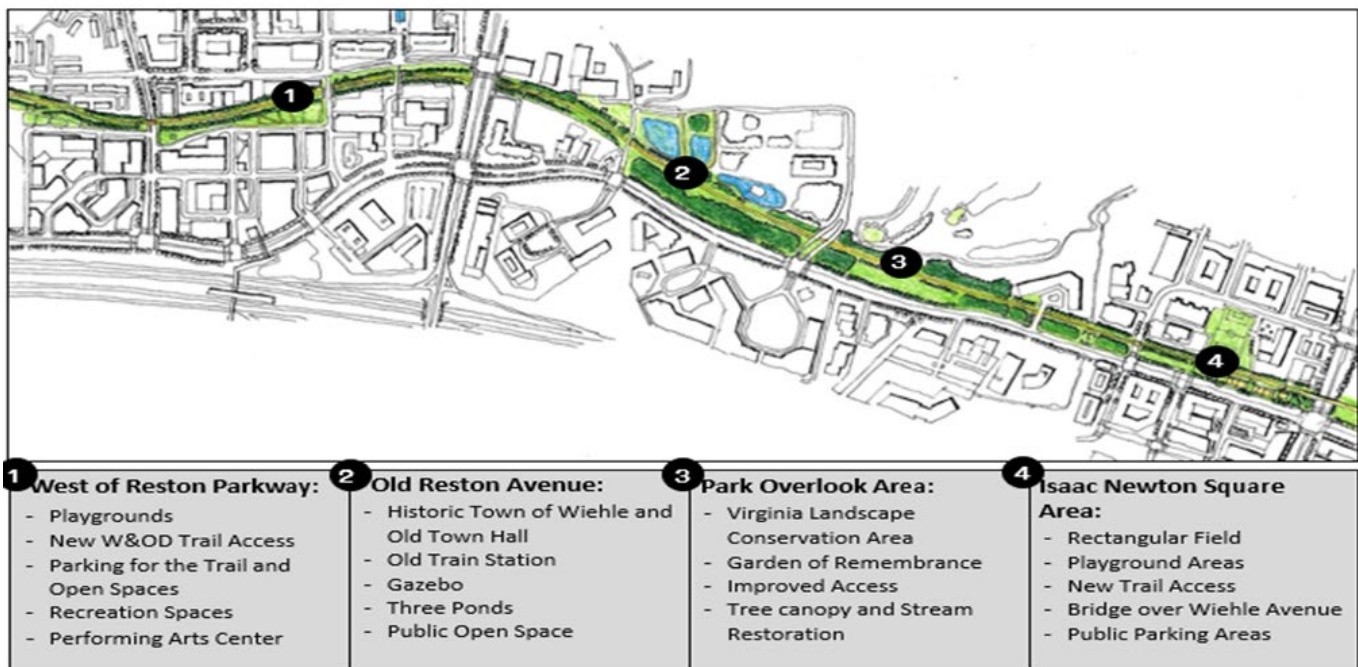 1
2
3
4
1
West of Reston Parkway:
- Playgrounds
- New W&OD Trail Access
- Parking for the Trail and
Open Spaces
- Recreation Spaces
- Performing Arts Center
2
Old Reston Avenue:
- Historic Town of Wiehle and
Old Town Hall
- Old Train Station
- Gazebo
- Three Ponds
- Public Open Space
3
Park Overlook Area:
- Virginia Landscape
Conservation Area
- Garden of Remembrance
- Improved Access
- Tree canopy and Stream
Restoration
4
Isaac Newton Square
Area:
- Rectangular Field
- Playground Areas
- New Trail Access
- Bridge over Wiehle Avenue
- Public Parking Areas